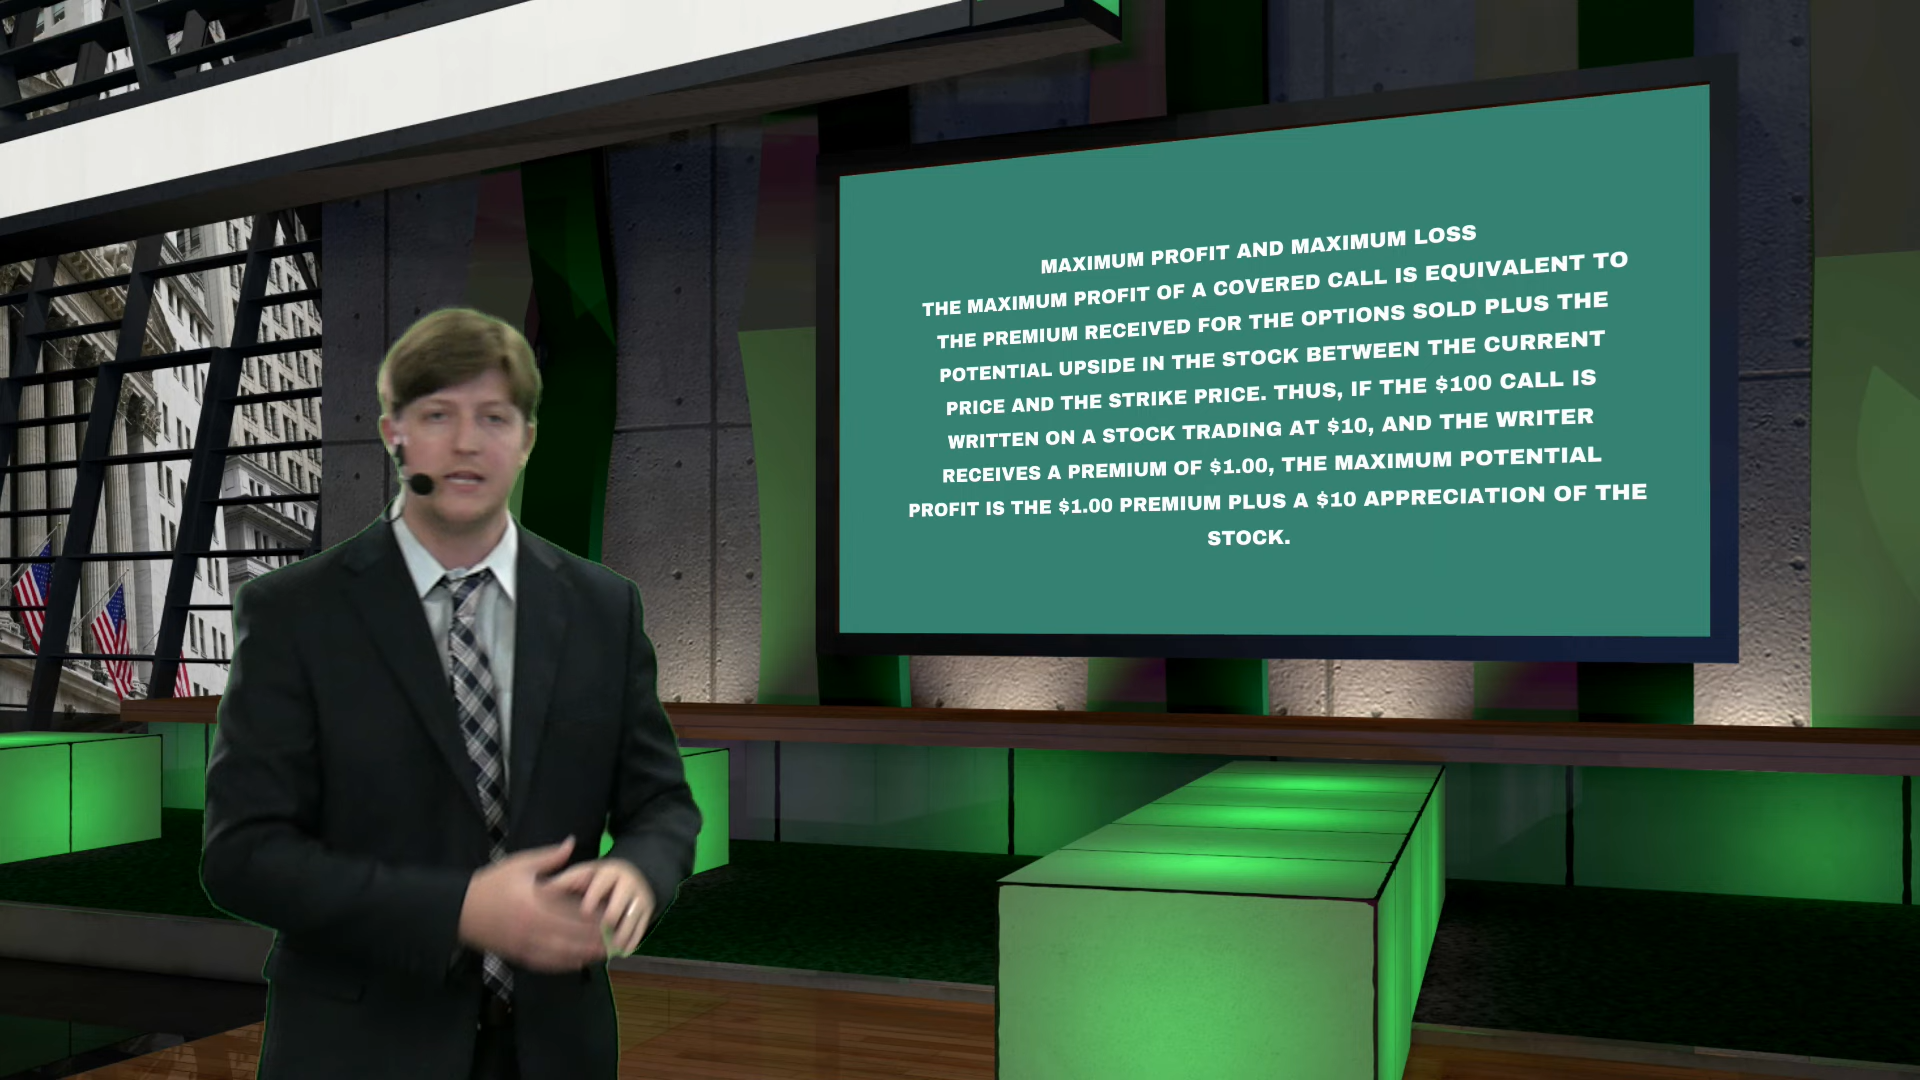 MAXIMUM PROFIT AND MAXIMUM LOSS
THE MAXIMUM PROFIT OF A COVERED CALL IS EQUIVALENT TO
THE PREMIUM RECEIVED FOR THE OPTIONS SOLD PLUS THE
POTENTIAL UPSIDE IN THE STOCK BETWEEN THE CURRENT
PRICE AND THE STRIKE PRICE. THUS, IF THE $100 CALL IS
WRITTEN ON A STOCK TRADING AT $10, AND THE WRITER
RECEIVES A PREMIUM OF $1.00, THE MAXIMUM POTENTIAL
PROFIT IS THE $1.00 PREMIUM PLUS A $10 APPRECIATION OF THE
STOCK.